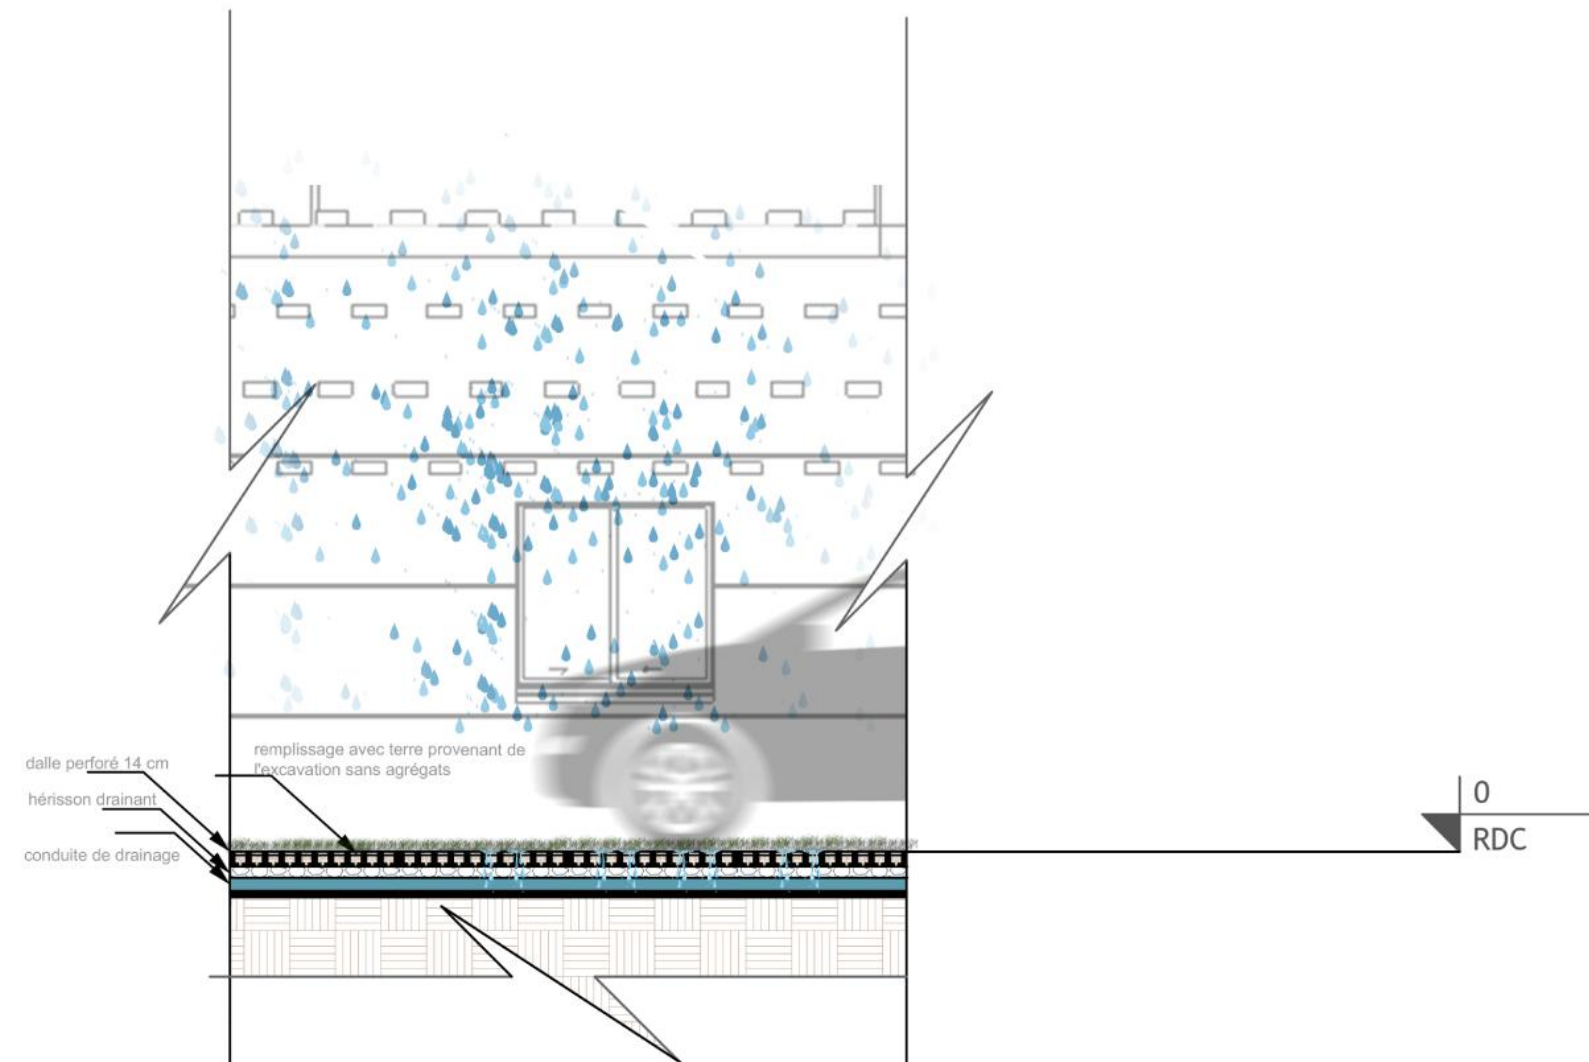 remplissage avec terre provenant de
l'excavation sans agrégats
dalle perforé 14 cm
hérisson drainant
conduite de drainage
0
RDC